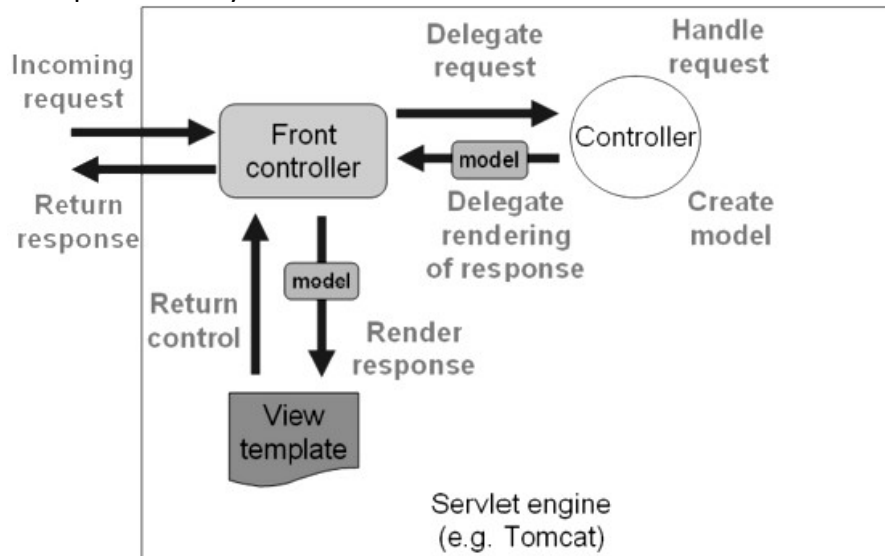 Incoming
request
Return
response
Front
controller
Delegate
request
Handle
request
Controller
model
Delegate
rendering
of response
Create
model
model
Return
control
Render
response
View
template
Servlet engine
(e.g. Tomcat)